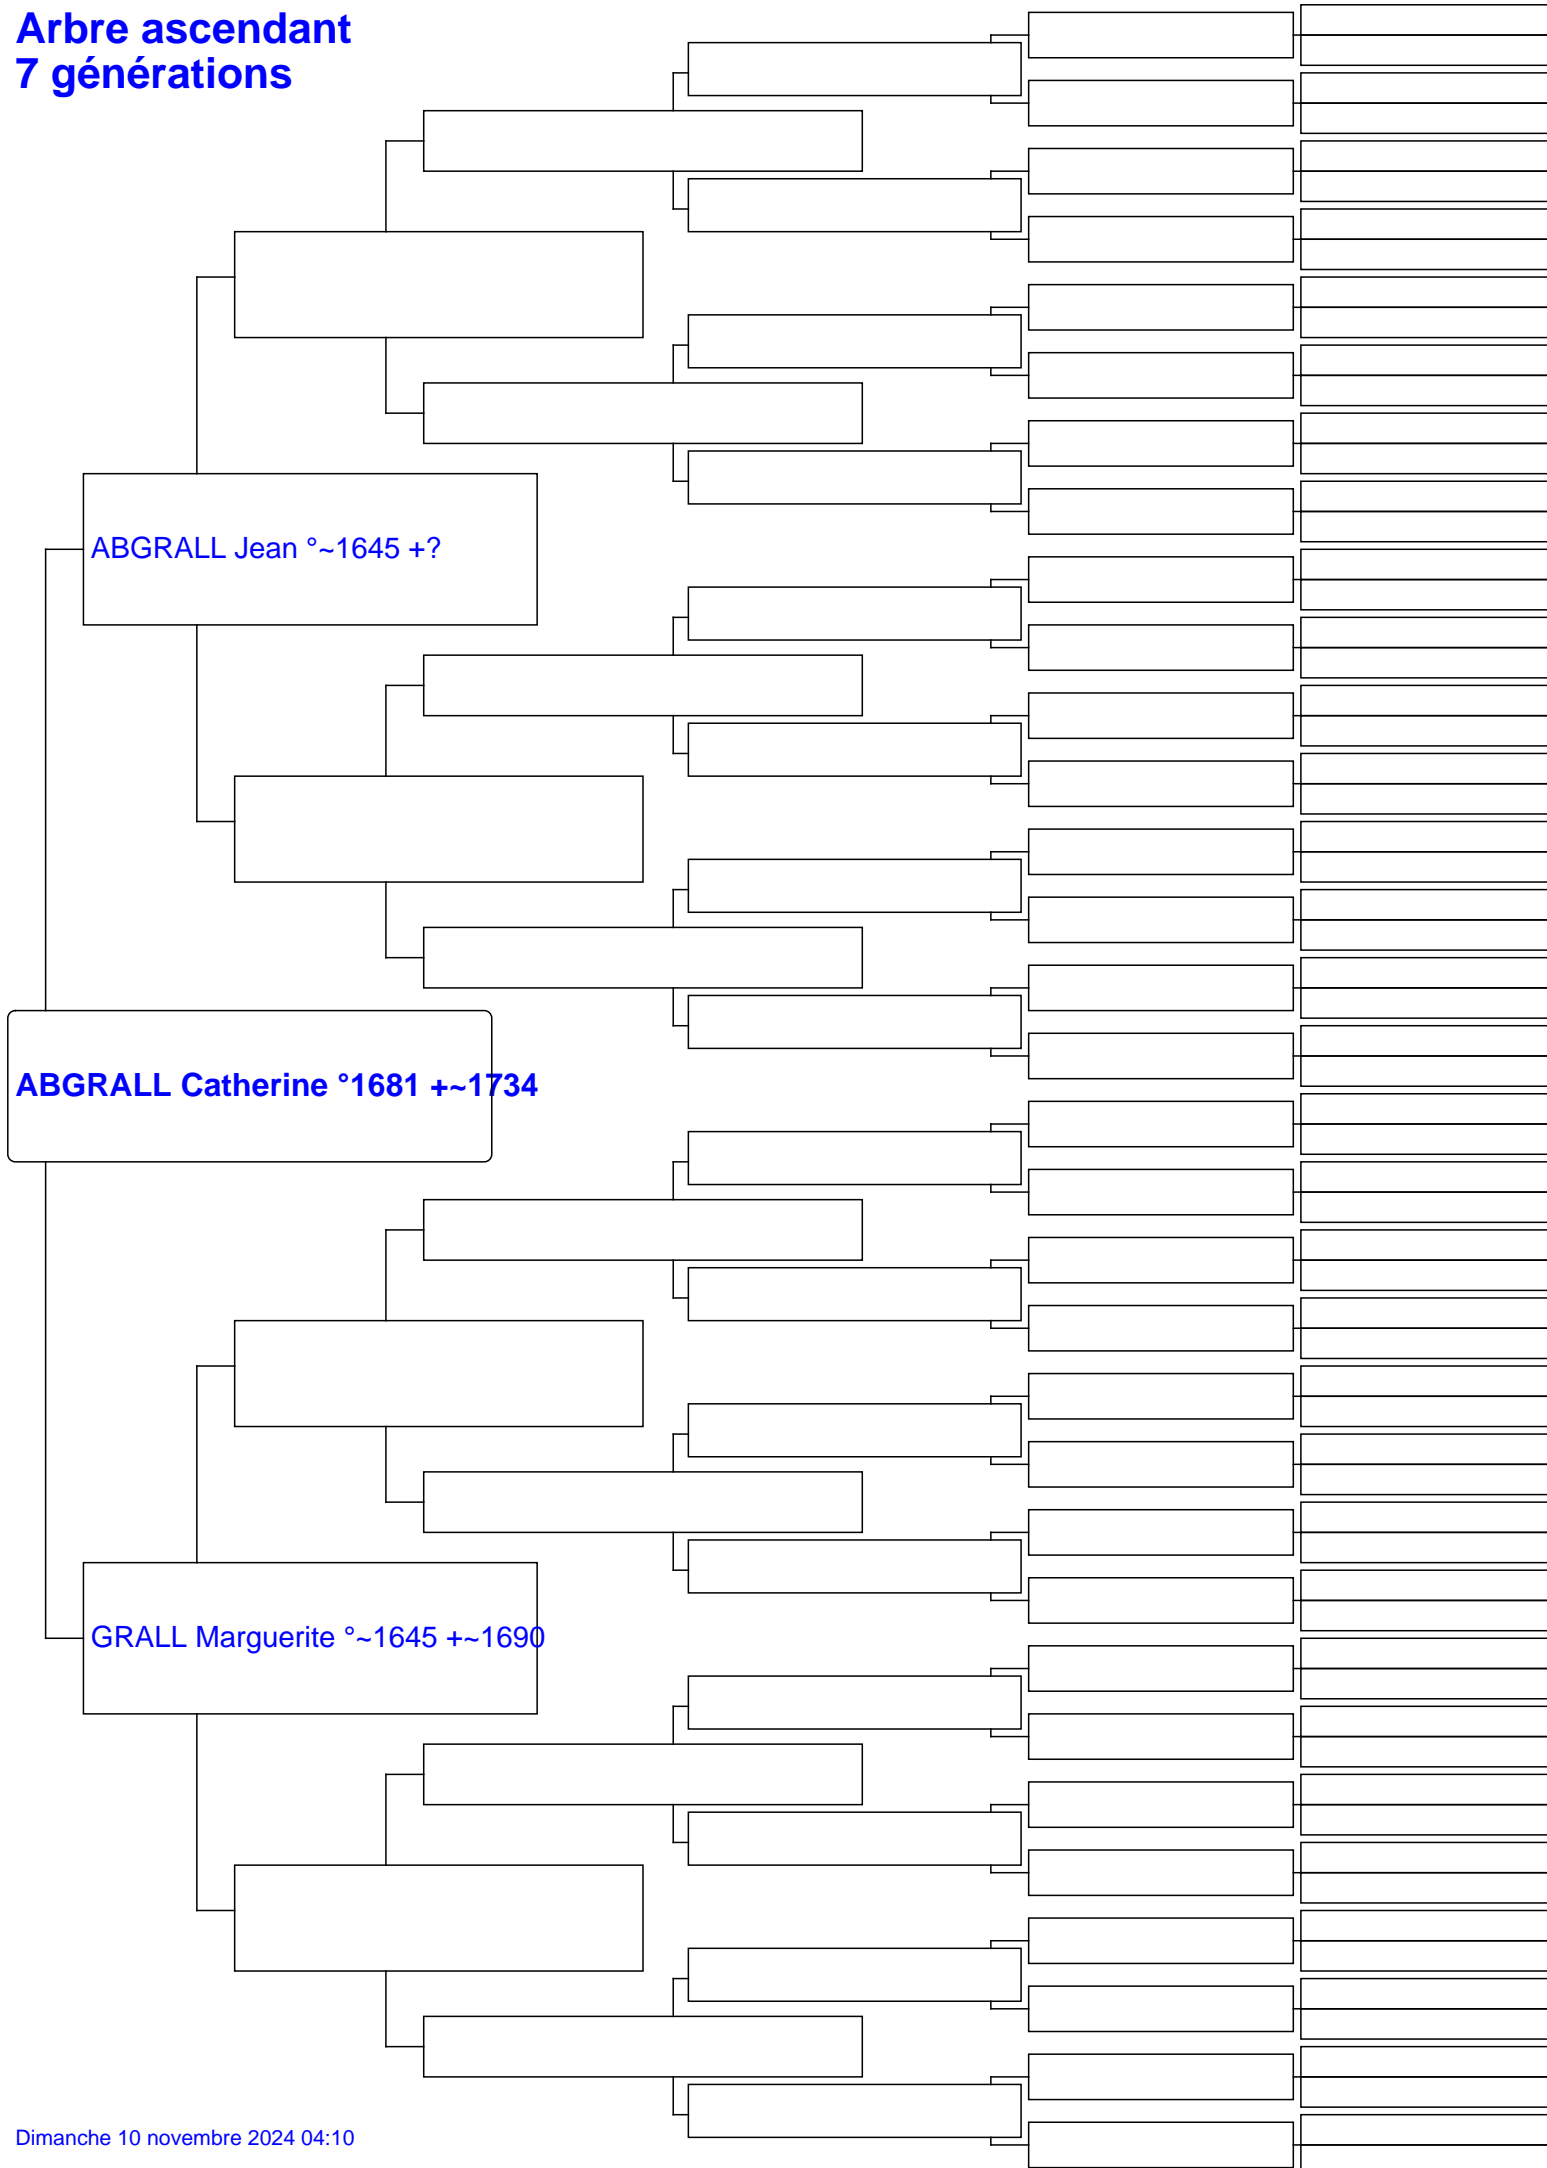 Arbre ascendant
7 générations
ABGRALL Jean °~1645 +?
ABGRALL Catherine °1681 +~1734
GRALL Marguerite °~1645 +~1690
Dimanche 10 novembre 2024 04:10